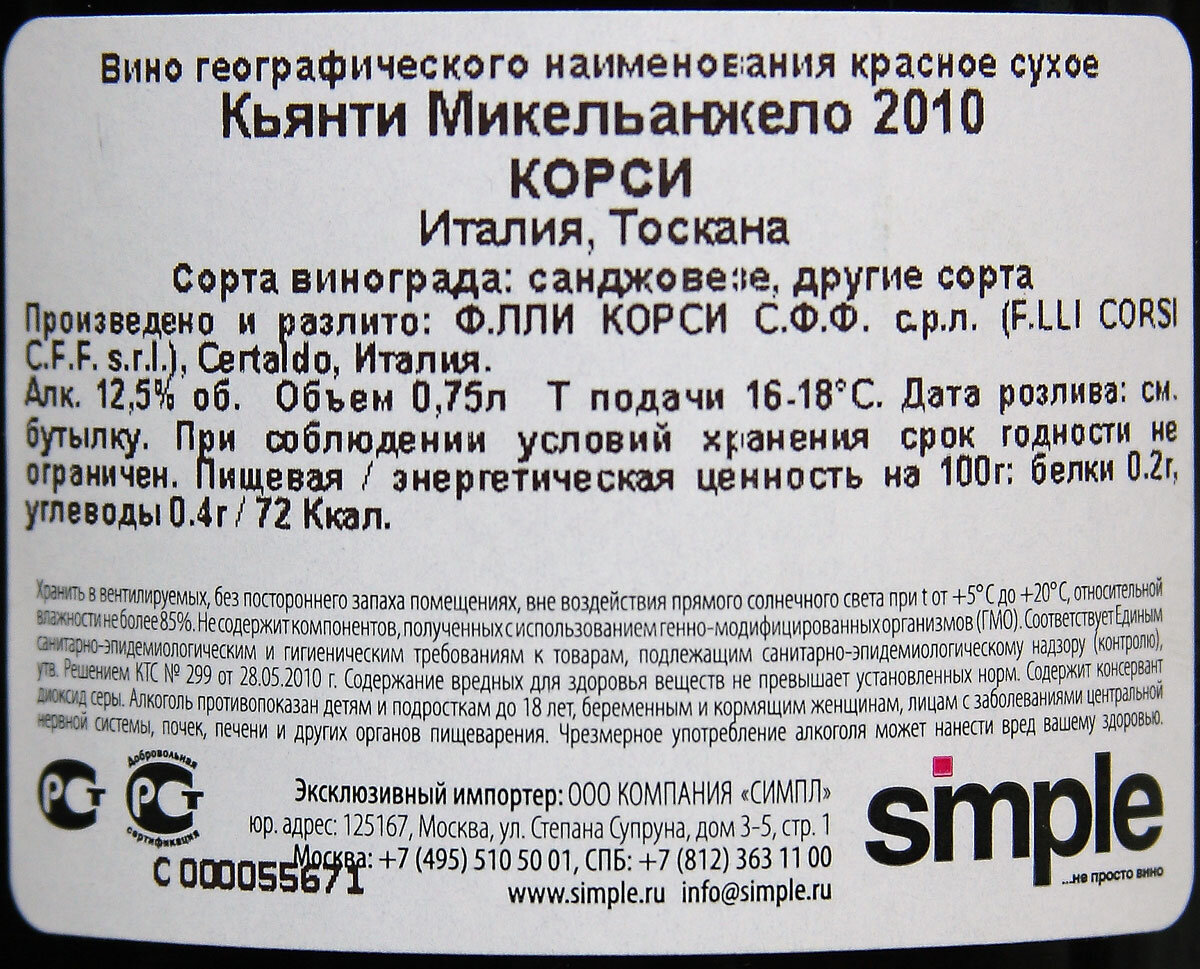 Вино географического наименования красное сухое
Кьянти Микельанжело 2010
КОРСИ
Италия, Тоскана
Сорта винограда: санджовезе, другие сорта
Произведено и разлито: Ф.ЛЛИ КОРСИ С.Ф.Ф. с.р.л. (F.LLI CORSI
C.F.F. s.r.l.), Certaldo, Италия.
Алк. 12,5% об. Объем 0,75л Т подачи 16-18°С. Дата розлива: см.
бутылку. При соблюдении условий хранения срок годности не
ограничен. Пищевая / энергетическая ценность на 100г: белки 0.2г,
углеводы 0.4г / 72 Ккал.
Хранить в вентилируемых, без постороннего запаха помещениях, вне воздействия прямого солнечного света при t от +5°С до +20°С, относительной
влажности не более 85%. Не содержит компонентов, полученных с использованием генно-модифицированных организмов (ГМО). Соответствует Единым
санитарно-эпидемиологическим и гигиеническим требованиям к товарам, подлежащим санитарно-эпидемиологическому надзору (контролю),
утв. Решением КТС № 299 от 28.05.2010 г. Содержание вредных для здоровья веществ не превышает установленных норм. Содержит консервант
диоксид серы. Алкоголь противопоказан детям и подросткам до 18 лет, беременным и кормящим женщинам, лицам с заболеваниями центральной
нервной системы, почек, печени и других органов пищеварения. Чрезмерное употребление алкоголя может нанести вред вашему здоровью.
РСТ
Добровольная
РСТ
сертификация
С 000055671
Эксклюзивный импортер: ООО КОМПАНИЯ «СИМПЛ»
юр. адрес: 125167, Москва, ул. Степана Супруна, дом 3-5, стр. 1
Москва: +7 (495) 510 50 01, СПБ: +7 (812) 363 11 00
www.simple.ru info@simple.ru
simple
...не просто вино